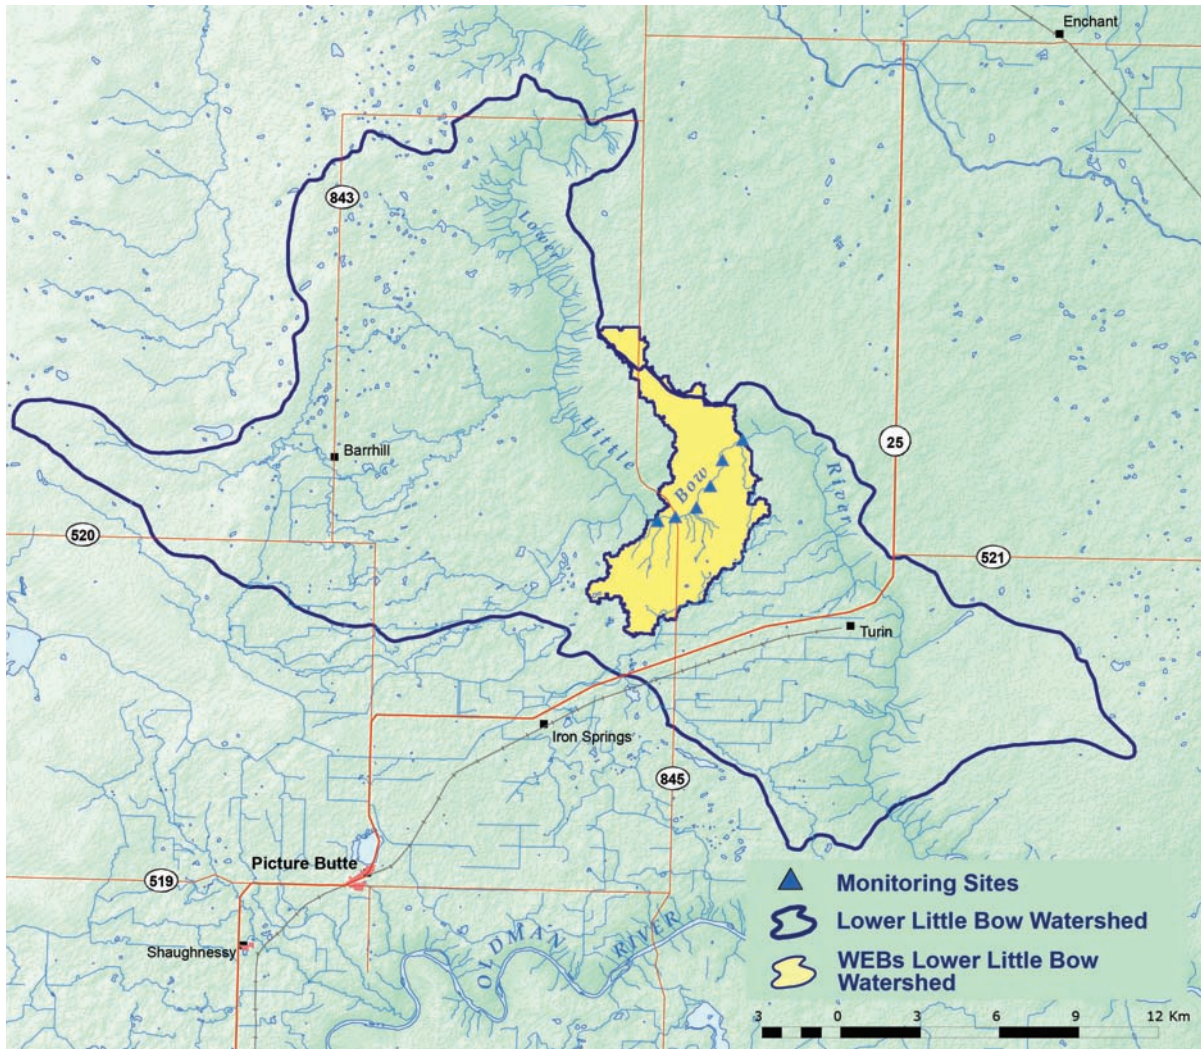 Enchant
843
Lower
Little
Bow
River
25
Barrhill
520
521
Turin
Iron Springs
845
Picture Butte
519
Shaughnessy
OLDMAN RIVER
Monitoring Sites
Lower Little Bow Watershed
WEBs Lower Little Bow
Watershed
3 0 3 6 9 12 Km